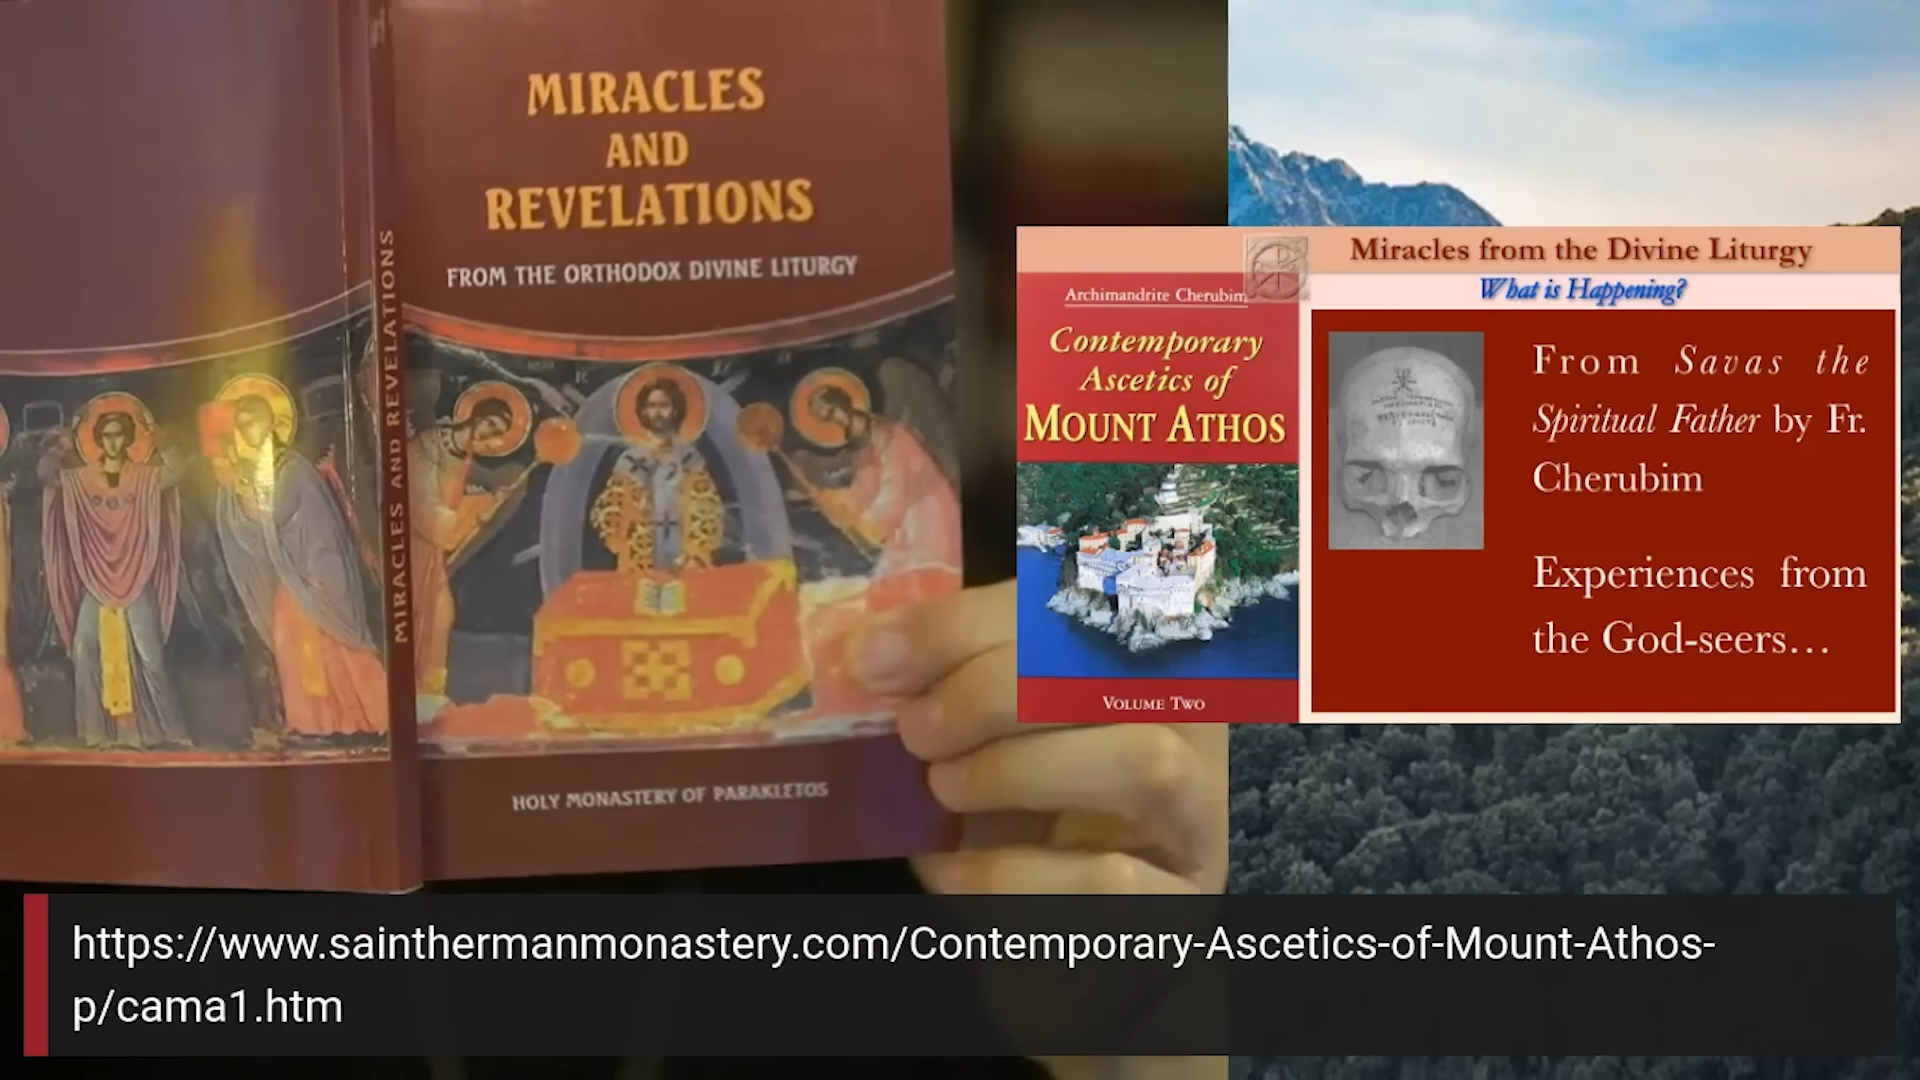 MIRACLES
AND
REVELATIONS
FROM THE ORTHODOX DIVINE LITURGY
HOLY MONASTERY OF PARAKLETOS
MIRACLES AND REVELATIONS
Archimandrite Cherubim
Contemporary
Ascetics of
MOUNT ATHOS
VOLUME TWO
Miracles from the Divine Liturgy
What is Happening?
From Savas the
Spiritual Father by Fr.
Cherubim
Experiences from
the God-seers…
https://www.sainthermanmonastery.com/Contemporary-Ascetics-of-Mount-Athos-
p/cama1.htm